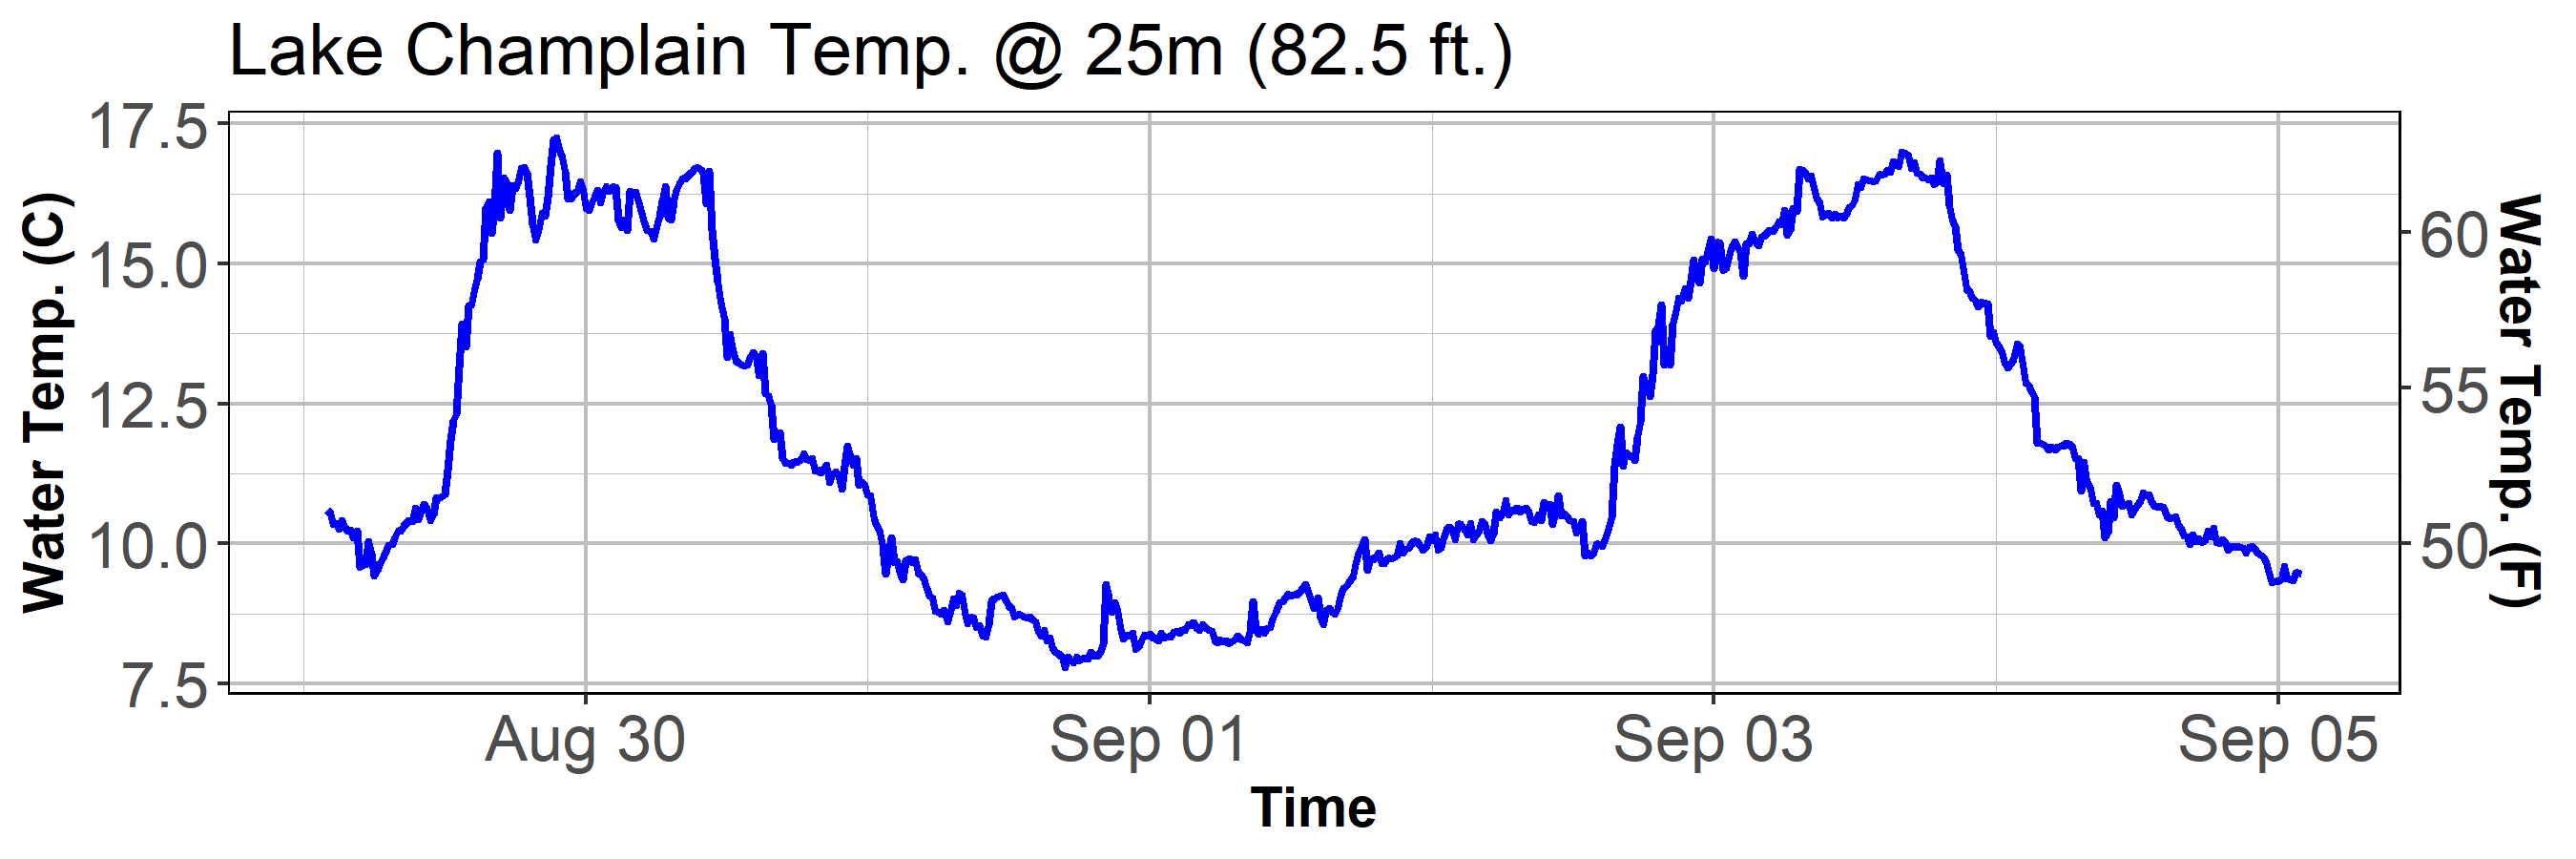 Lake Champlain Temp. @ 25m (82.5 ft.)
Water Temp. (C)
17.5
15.0
12.5
10.0
7.5
60
55
50
Water Temp. (F)
Aug 30
Sep 01
Sep 03
Sep 05
Time